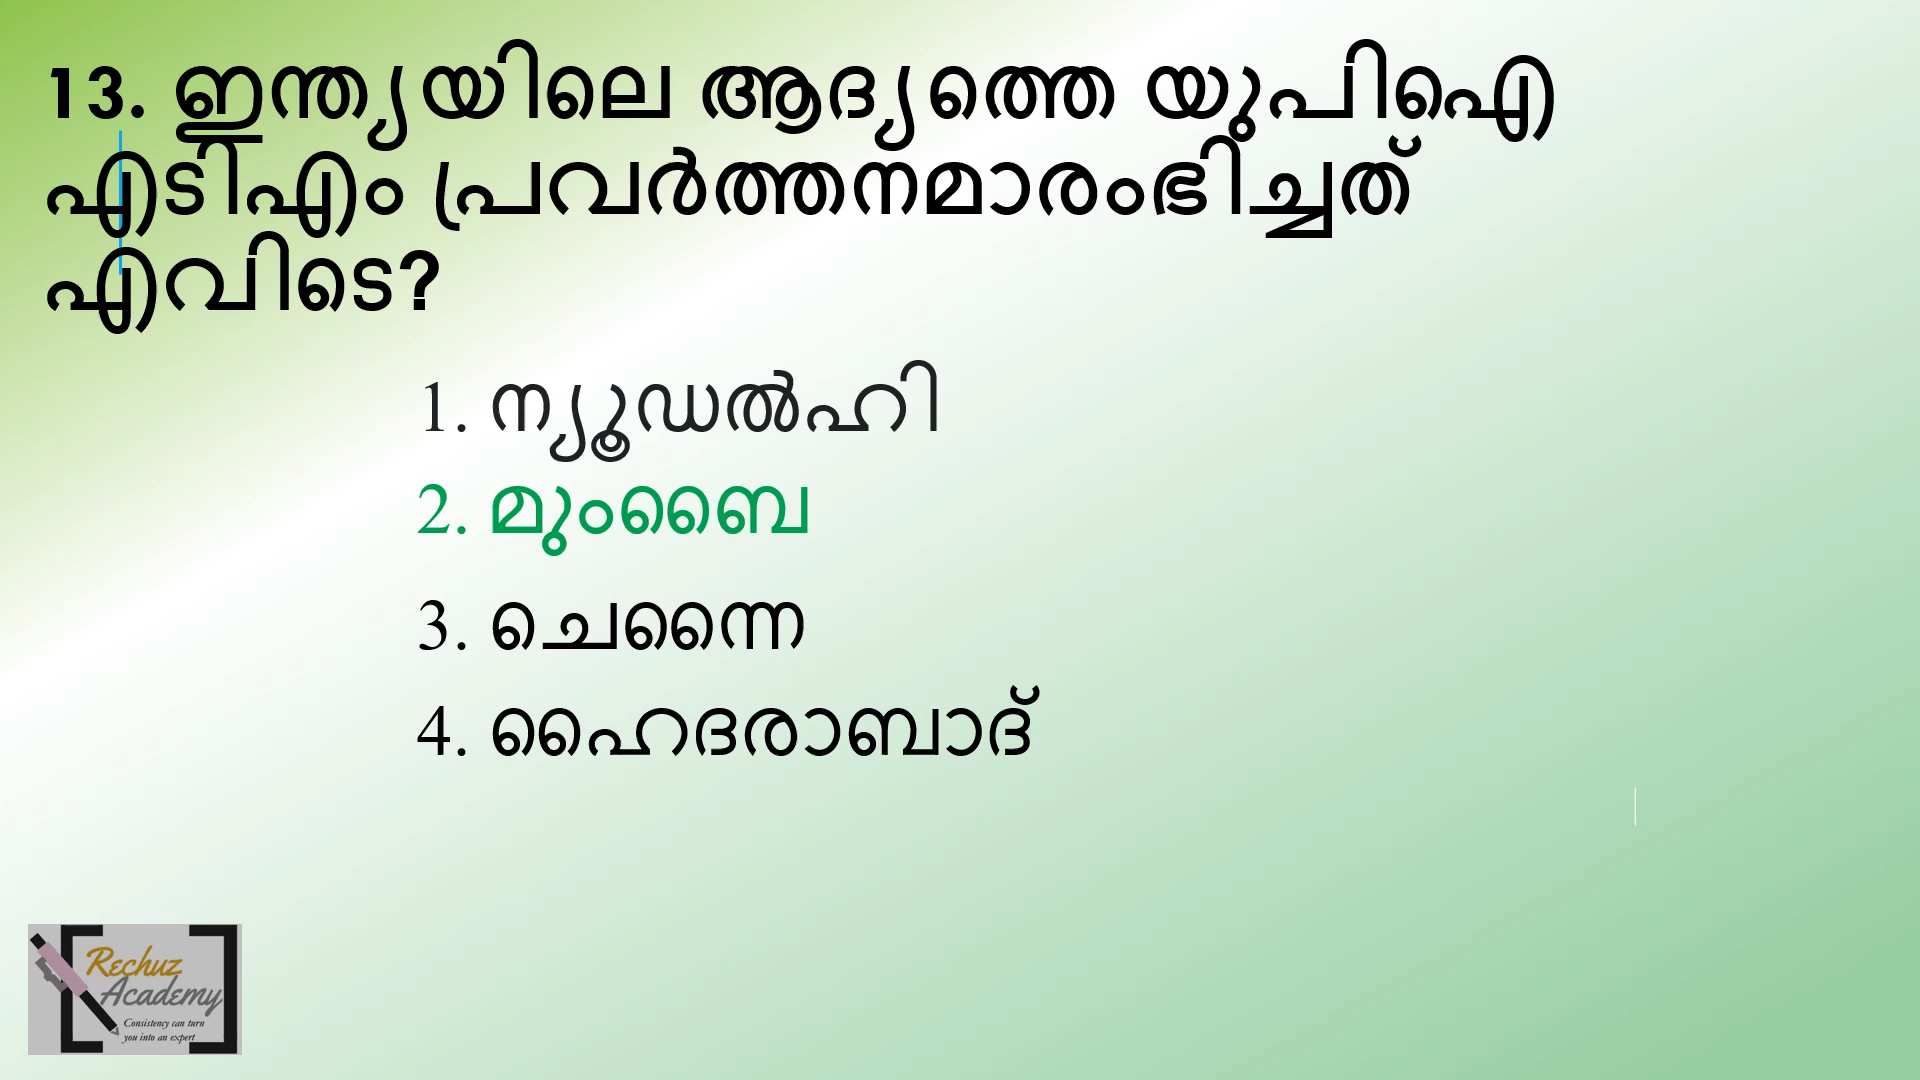 13. ഇന്ത്യയിലെ ആദ്യത്തെ യുപിഐ
എടിഎം പ്രവർത്തനമാരംഭിച്ചത്
എവിടെ?
1. ന്യൂഡൽഹി
2. മുംബൈ
3. ചെന്നൈ
4. ഹൈദരാബാദ്
Rechuz
Academy
Consistency can turn
you into an expert